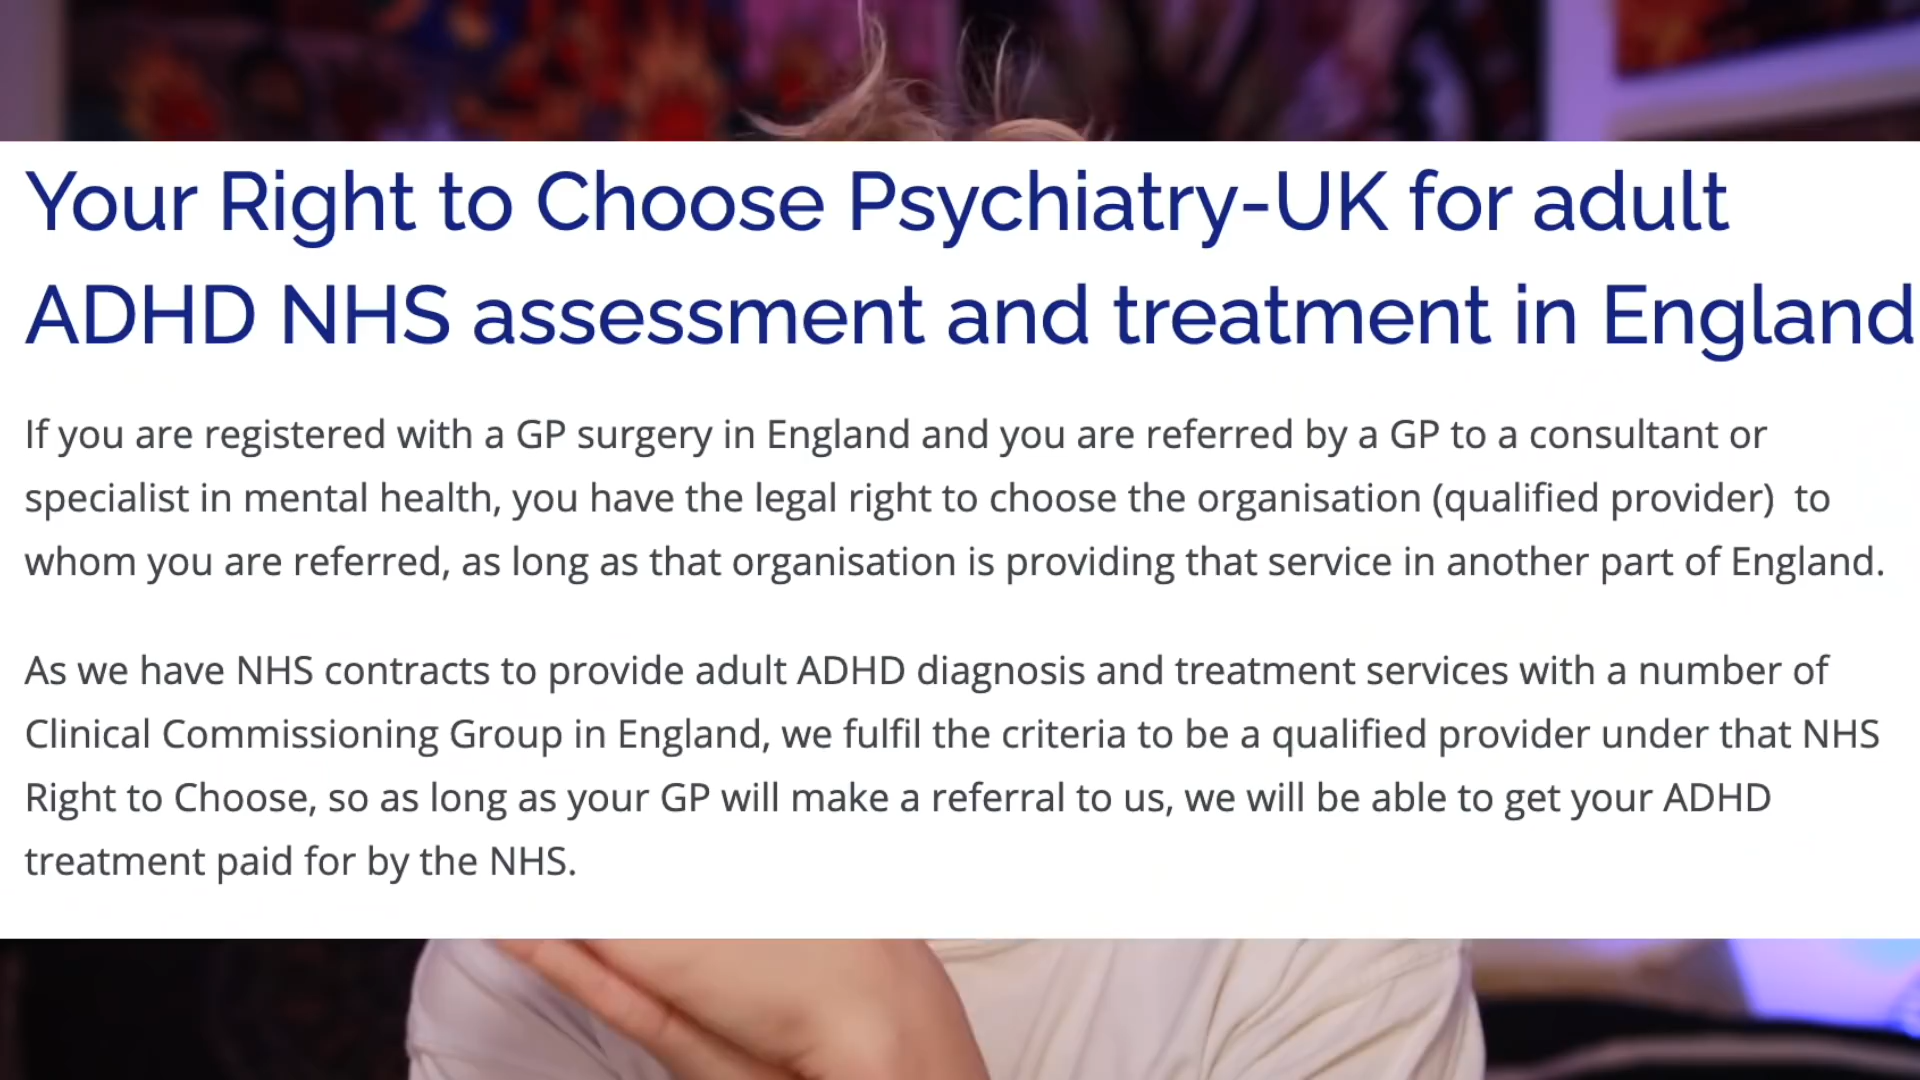 Your Right to Choose Psychiatry-UK for adult
ADHD NHS assessment and treatment in England
If you are registered with a GP surgery in England and you are referred by a GP to a consultant or
specialist in mental health, you have the legal right to choose the organisation (qualified provider)  to
whom you are referred, as long as that organisation is providing that service in another part of England.
As we have NHS contracts to provide adult ADHD diagnosis and treatment services with a number of
Clinical Commissioning Group in England, we fulfil the criteria to be a qualified provider under that NHS
Right to Choose, so as long as your GP will make a referral to us, we will be able to get your ADHD
treatment paid for by the NHS.